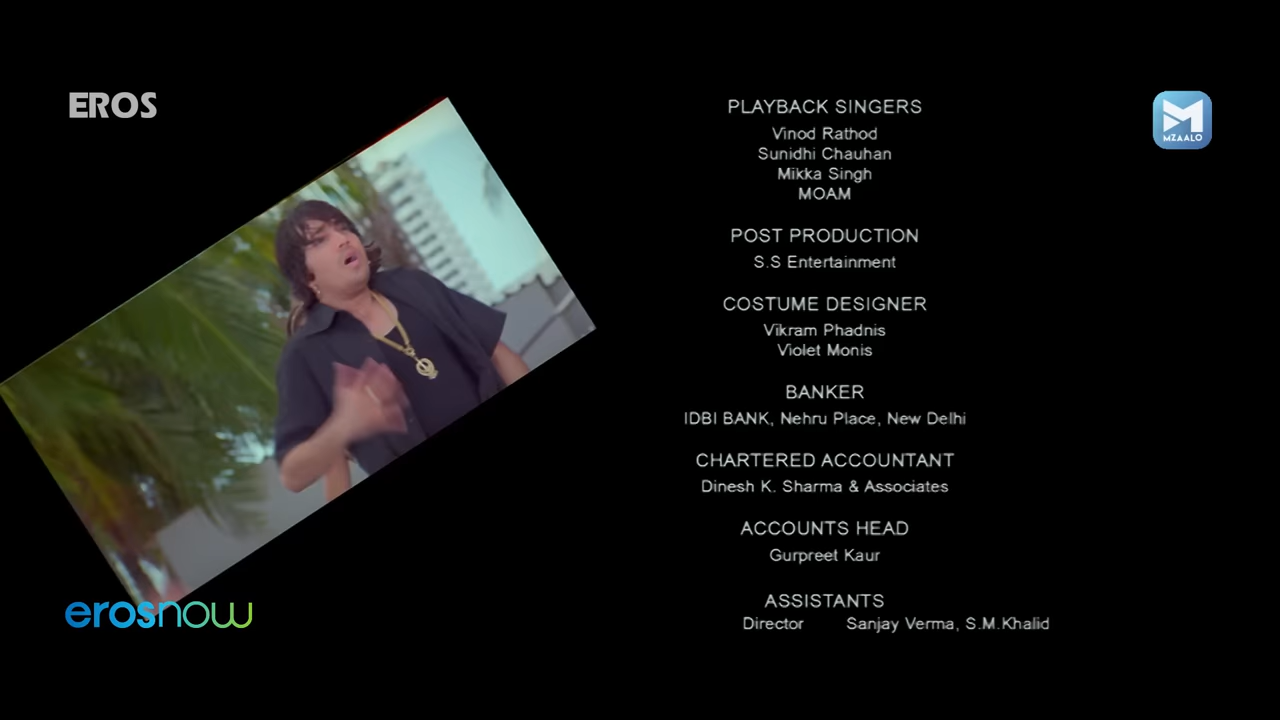 EROS
MZAALO
PLAYBACK SINGERS
Vinod Rathod
Sunidhi Chauhan
Mikka Singh
MOAM
POST PRODUCTION
S.S Entertainment
COSTUME DESIGNER
Vikram Phadnis
Violet Monis
BANKER
IDBI BANK, Nehru Place, New Delhi
CHARTERED ACCOUNTANT
Dinesh K. Sharma & Associates
ACCOUNTS HEAD
Gurpreet Kaur
ASSISTANTS
Director Sanjay Verma, S.M.Khalid
erosnow